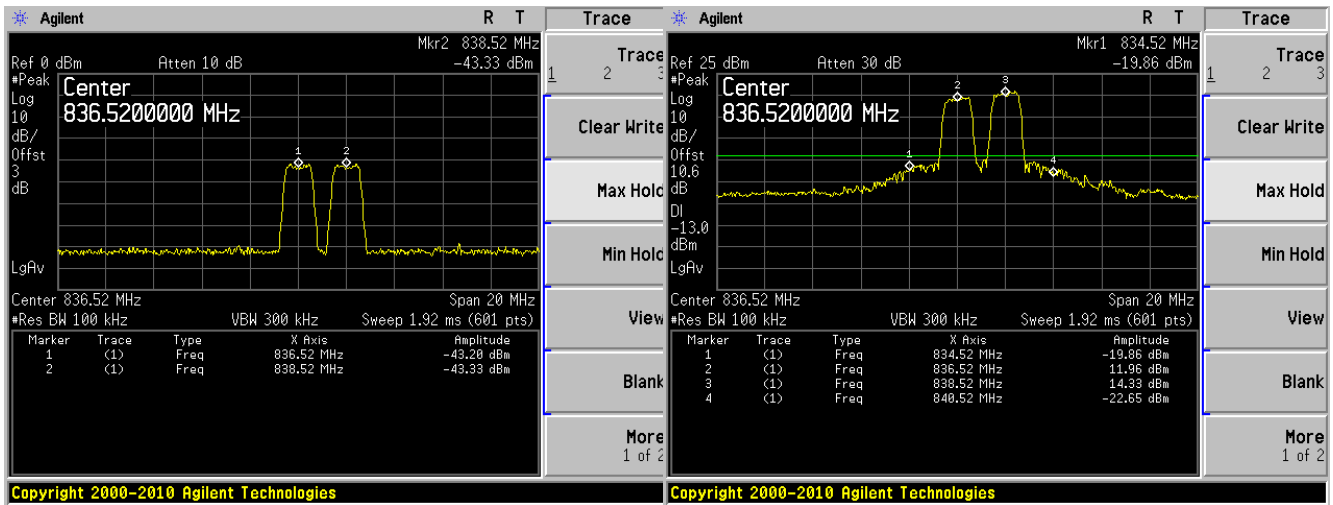 Agilent R T Trace
Mkr2 838.52 MHz
Ref 0 dBm Atten 10 dB -43.33 dBm
#Peak
Log
10
dB/
Offst
3
dB
LgAv
Center
836.5200000 MHz
1 2
Center 836.52 MHz Span 20 MHz
#Res BW 100 kHz VBW 300 kHz Sweep 1.92 ms (601 pts)
Marker Trace Type X Axis Amplitude
1 (1) Freq 836.52 MHz -43.20 dBm
2 (1) Freq 838.52 MHz -43.33 dBm
Trace
1 2 3
Clear Write
Max Hold
Min Hold
View
Blank
More
1 of 2
Copyright 2000-2010 Agilent Technologies
Agilent R T Trace
Mkr1 834.52 MHz
Ref 25 dBm Atten 30 dB -19.86 dBm
#Peak
Log
10
dB/
Offst
10.6
dB
DI
-13.0
dBm
LgAv
Center
836.5200000 MHz
1 2 3 4
Center 836.52 MHz Span 20 MHz
#Res BW 100 kHz VBW 300 kHz Sweep 1.92 ms (601 pts)
Marker Trace Type X Axis Amplitude
1 (1) Freq 834.52 MHz -19.86 dBm
2 (1) Freq 836.52 MHz 11.96 dBm
3 (1) Freq 838.52 MHz 14.33 dBm
4 (1) Freq 840.52 MHz -22.65 dBm
Trace
1 2 3
Clear Write
Max Hold
Min Hold
View
Blank
More
1 of 2
Copyright 2000-2010 Agilent Technologies